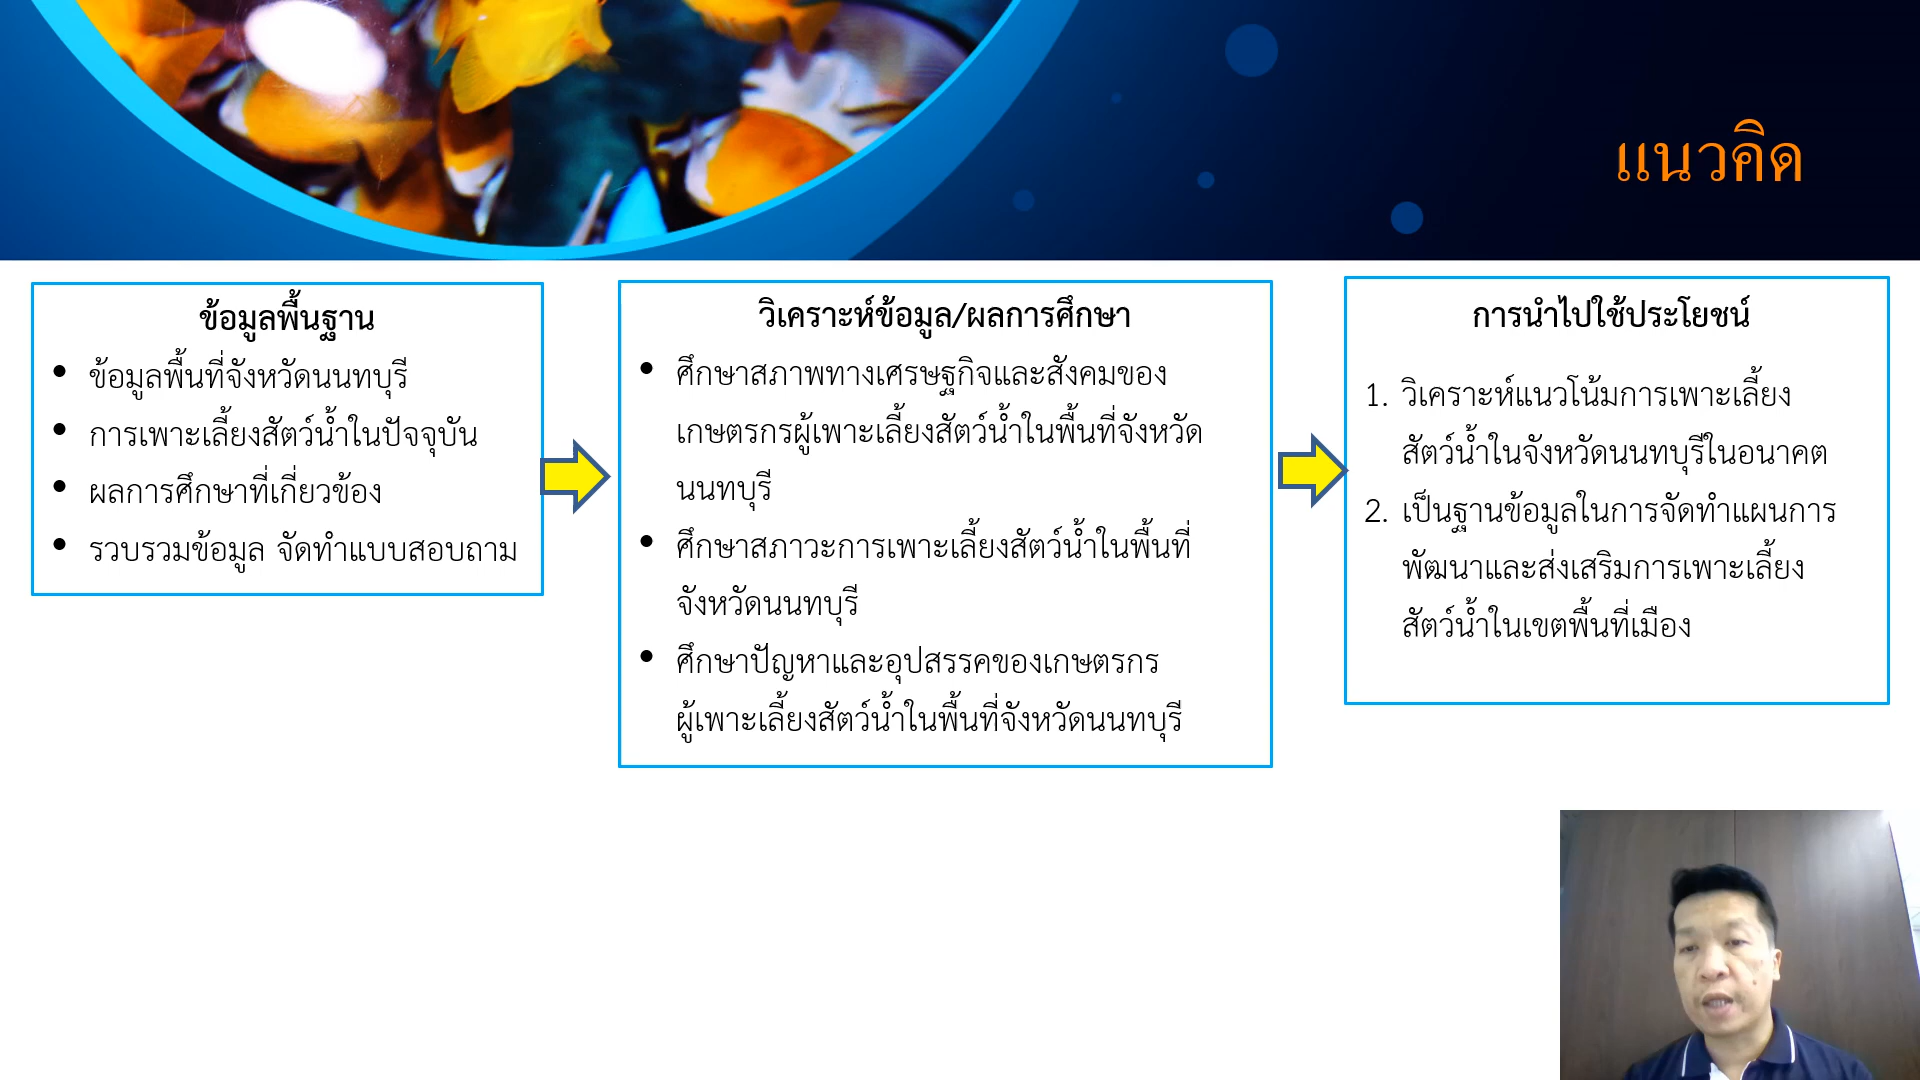 แนวคิด
ข้อมูลพื้นฐาน
• ข้อมูลพื้นที่จังหวัดนนทบุรี
• การเพาะเลี้ยงสัตว์น้ำในปัจจุบัน
• ผลการศึกษาที่เกี่ยวข้อง
• รวบรวมข้อมูล จัดทำแบบสอบถาม
วิเคราะห์ข้อมูล/ผลการศึกษา
• ศึกษาสภาพทางเศรษฐกิจและสังคมของ
เกษตรกรผู้เพาะเลี้ยงสัตว์น้ำในพื้นที่จังหวัด
นนทบุรี
• ศึกษาสภาวะการเพาะเลี้ยงสัตว์น้ำในพื้นที่
จังหวัดนนทบุรี
• ศึกษาปัญหาและอุปสรรคของเกษตรกร
ผู้เพาะเลี้ยงสัตว์น้ำในพื้นที่จังหวัดนนทบุรี
การนำไปใช้ประโยชน์
1. วิเคราะห์แนวโน้มการเพาะเลี้ยง
สัตว์น้ำในจังหวัดนนทบุรีในอนาคต
2. เป็นฐานข้อมูลในการจัดทำแผนการ
พัฒนาและส่งเสริมการเพาะเลี้ยง
สัตว์น้ำในเขตพื้นที่เมือง